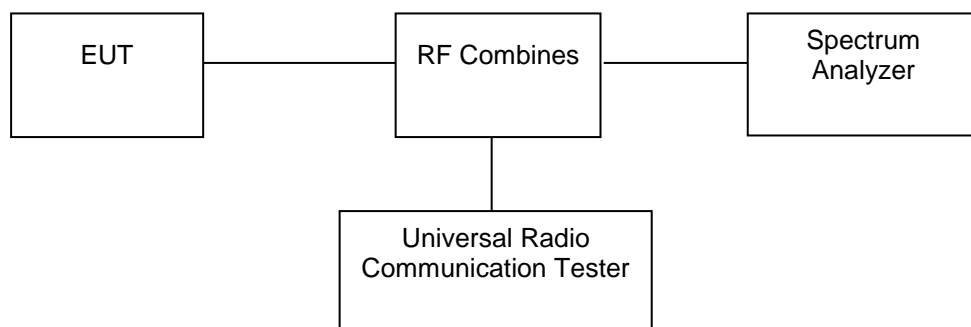 EUT
RF Combines
Spectrum
Analyzer
Universal Radio
Communication Tester